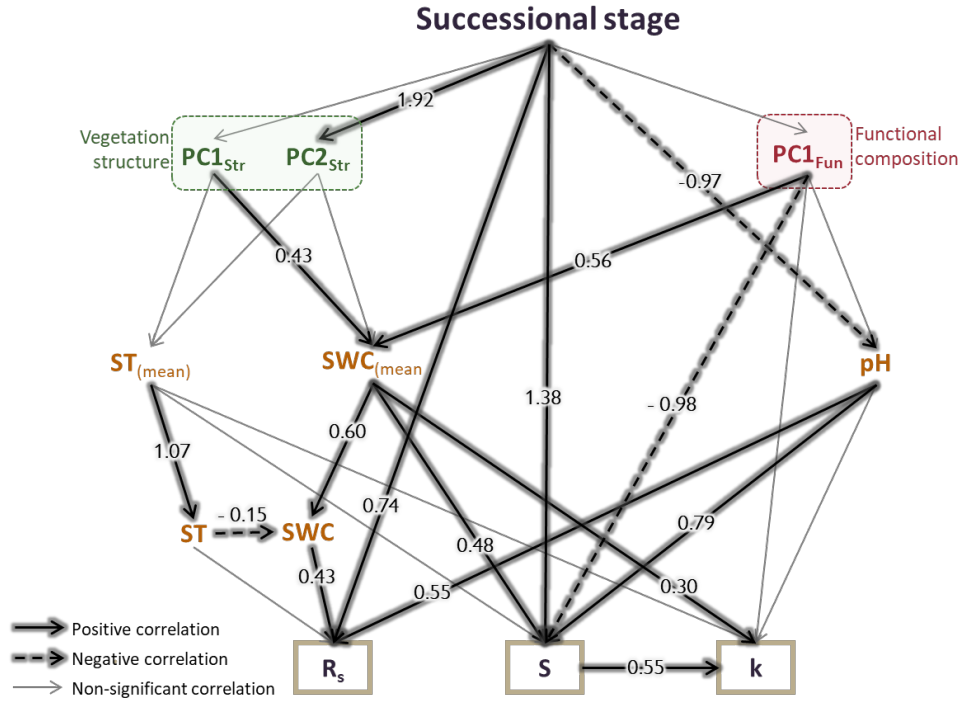 Successional stage
1.92
Vegetation
structure
PC1Str
PC2Str
PC1Fun
Functional
composition
-0.97
0.43
0.56
ST(mean)
SWC(mean
pH
1.38
- 0.98
0.60
1.07
0.74
- 0.15
0.79
ST
SWC
0.48
0.43
0.55
0.30
Positive correlation
Negative correlation
Non-significant correlation
Rs
S
0.55
k